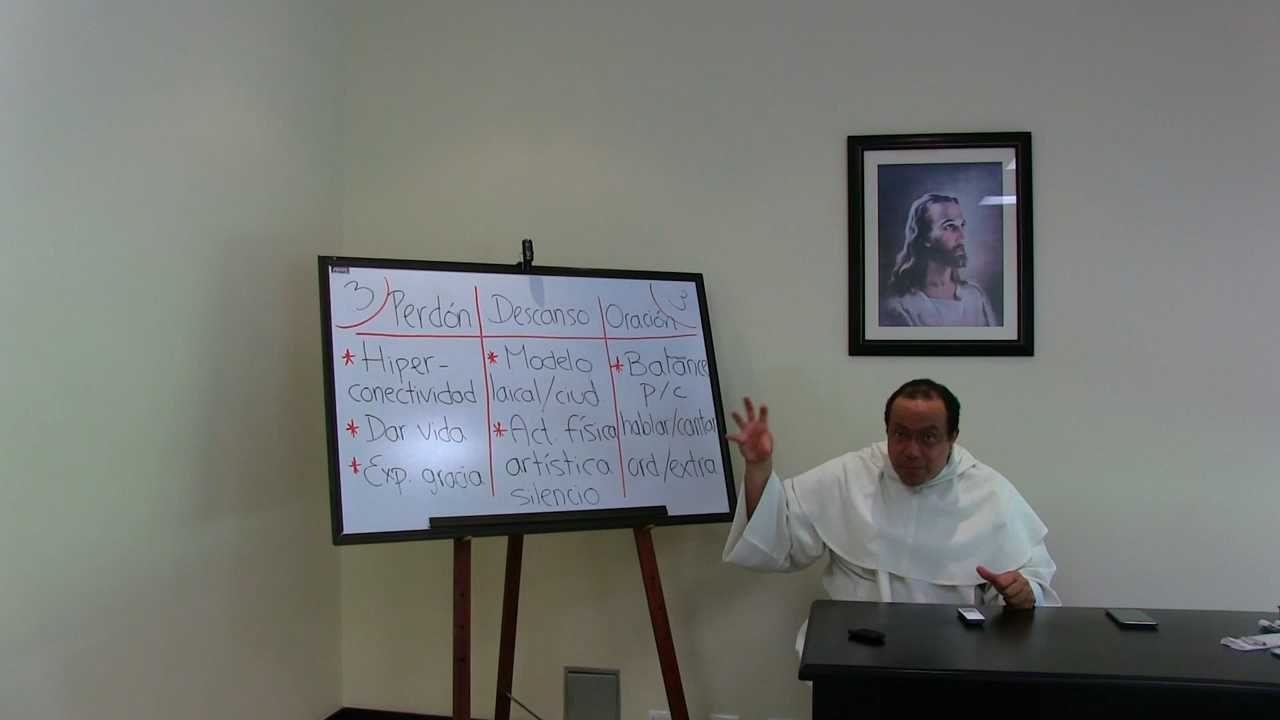 3 Perdón Descanso Oración 3
* Hiper-
conectividad
* Dar vida
* Exp. gracia
* Modelo
laical/ciud.
* Act. física
artística
silencio
* Balance
P/C
hablar/cantar
ord/extra